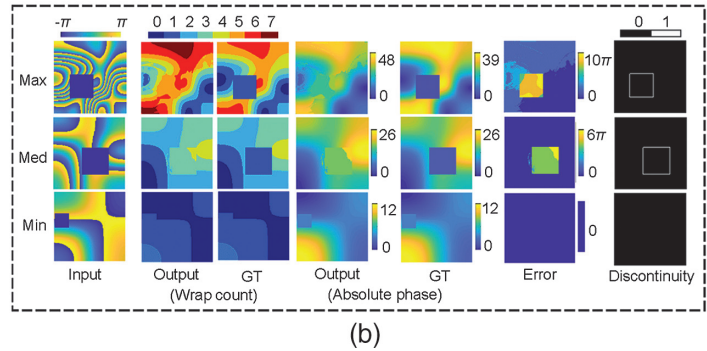 -π π 0 1 2 3 4 5 6 7 0 1
Max 48 0 39 0 10π 0
Med 26 0 26 0 6π 0
Min 12 0 12 0 0
Input Output GT Output GT Error Discontinuity
(Wrap count) (Absolute phase)
(b)